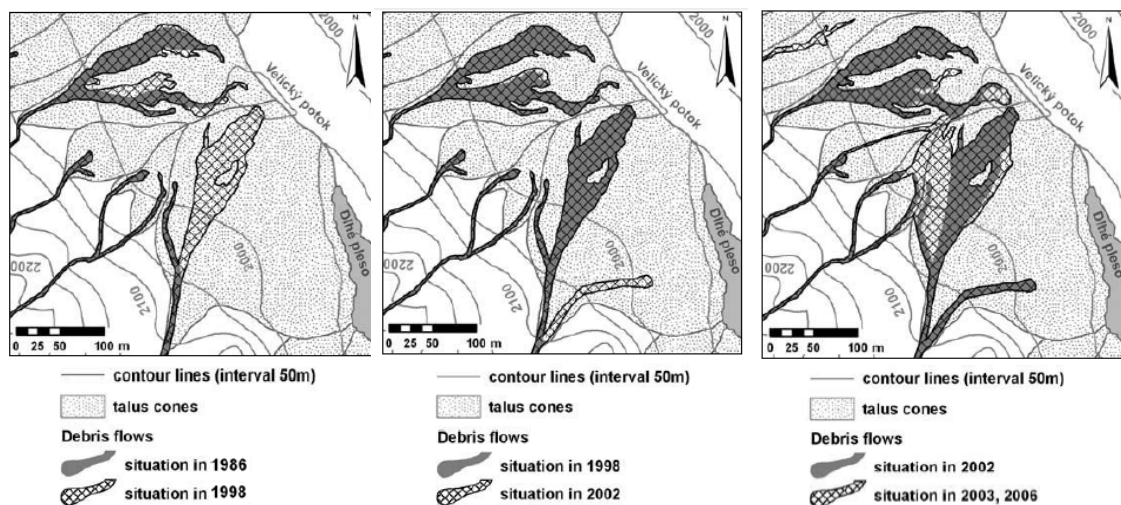 N
2000
Velický potok
Dlhé pleso
2200
2100
2000
0 25 50 100 m
contour lines (interval 50m)
talus cones
Debris flows
situation in 1986
situation in 1998
N
2000
Velický potok
Dlhé pleso
2200
2100
2000
0 25 50 100 m
contour lines (interval 50m)
talus cones
Debris flows
situation in 1998
situation in 2002
N
2000
Velický potok
Dlhé pleso
2200
2100
2000
0 25 50 100 m
contour lines (interval 50m)
talus cones
Debris flows
situation in 2002
situation in 2003, 2006